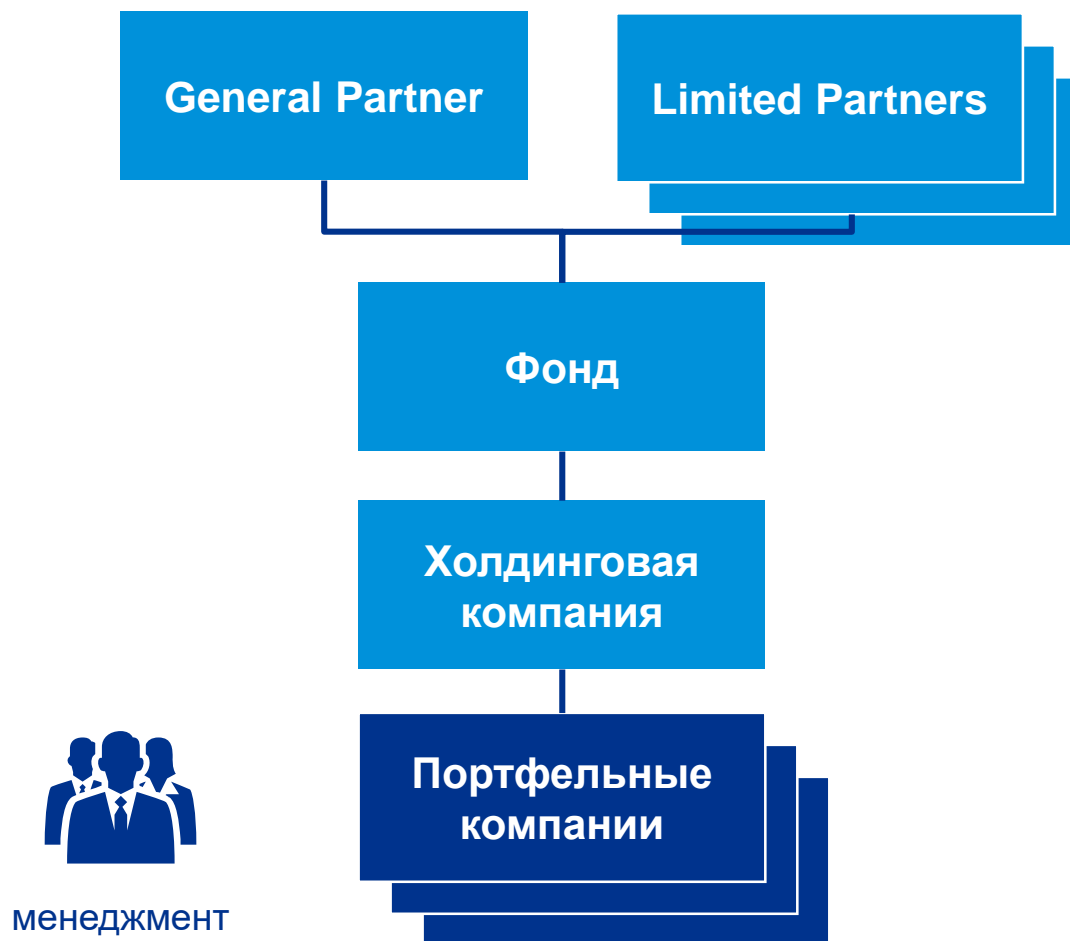 General Partner
Limited Partners
Фонд
Холдинговая
компания
Портфельные
компании
менеджмент